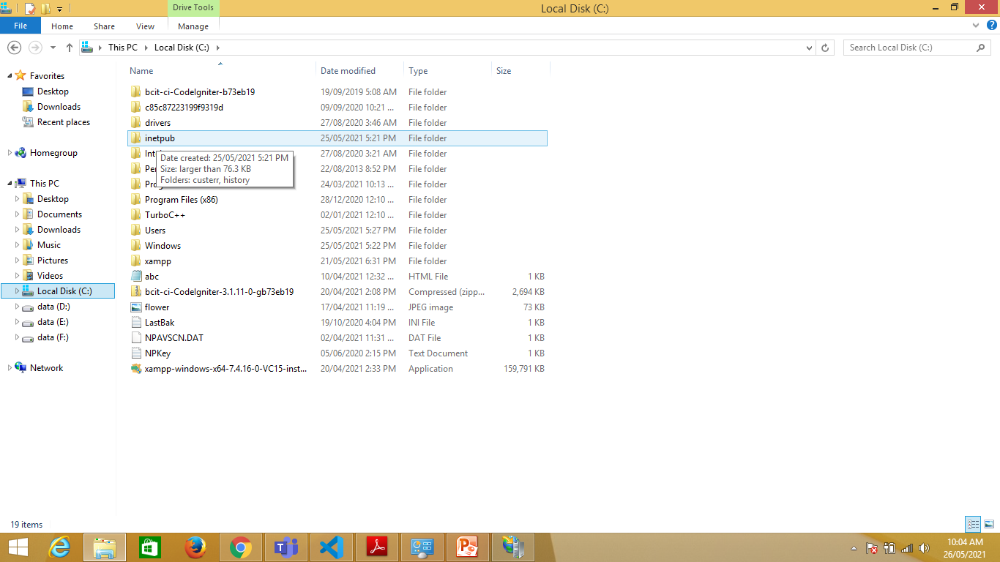 Drive Tools
Local Disk (C:)
File Home Share View Manage
This PC Local Disk (C:)
Search Local Disk (C:)
Name Date modified Type Size
Favorites
Desktop
Downloads
Recent places
Homegroup
This PC
Desktop
Documents
Downloads
Music
Pictures
Videos
Local Disk (C:)
data (D:)
data (E:)
data (F:)
Network
bcit-ci-CodeIgniter-b73eb19 19/09/2019 5:08 AM File folder
c85c87223199f9319d 09/09/2020 10:21 ... File folder
drivers 27/08/2020 3:46 AM File folder
inetpub 25/05/2021 5:21 PM File folder
27/08/2020 3:21 AM File folder
22/08/2013 8:52 PM File folder
24/03/2021 10:13 ... File folder
Date created: 25/05/2021 5:21 PM
Size: larger than 76.3 KB
Folders: custerr, history
Program Files (x86) 28/12/2020 12:10 ... File folder
TurboC++ 02/01/2021 12:10 ... File folder
Users 25/05/2021 5:27 PM File folder
Windows 25/05/2021 5:22 PM File folder
xampp 21/05/2021 6:31 PM File folder
abc 10/04/2021 12:32 ... HTML File 1 KB
bcit-ci-CodeIgniter-3.1.11-0-gb73eb19 20/04/2021 2:08 PM Compressed (zipp... 2,694 KB
flower 17/04/2021 11:19 ... JPEG image 73 KB
LastBak 19/10/2020 4:04 PM INI File 1 KB
NPAVSCN.DAT 02/04/2021 11:31 ... DAT File 1 KB
NPKey 05/06/2020 2:15 PM Text Document 1 KB
xampp-windows-x64-7.4.16-0-VC15-inst... 20/04/2021 2:33 PM Application 159,791 KB
19 items
10:04 AM
26/05/2021